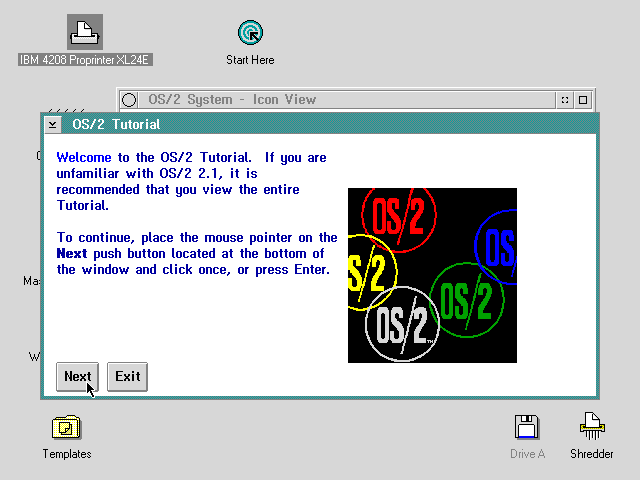 IBM 4208 Proprinter XL24E
Start Here
OS/2 System - Icon View
OS/2 Tutorial
Welcome to the OS/2 Tutorial. If you are
unfamiliar with OS/2 2.1, it is
recommended that you view the entire
Tutorial.
To continue, place the mouse pointer on the
Next push button located at the bottom of
the window and click once, or press Enter.
OS/2
OS/2
OS/2
OS/2
OS/2™
Mas
W
Next
Exit
Templates
Drive A
Shredder